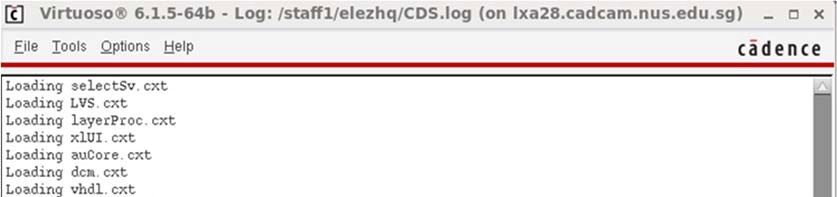 Virtuoso® 6.1.5-64b - Log: /staff1/elezhq/CDS.log (on lxa28.cadcam.nus.edu.sg)
File Tools Options Help cādence
Loading selectSv.cxt
Loading LVS.cxt
Loading layerProc.cxt
Loading xlUI.cxt
Loading auCore.cxt
Loading dcm.cxt
Loading vhdl.cxt